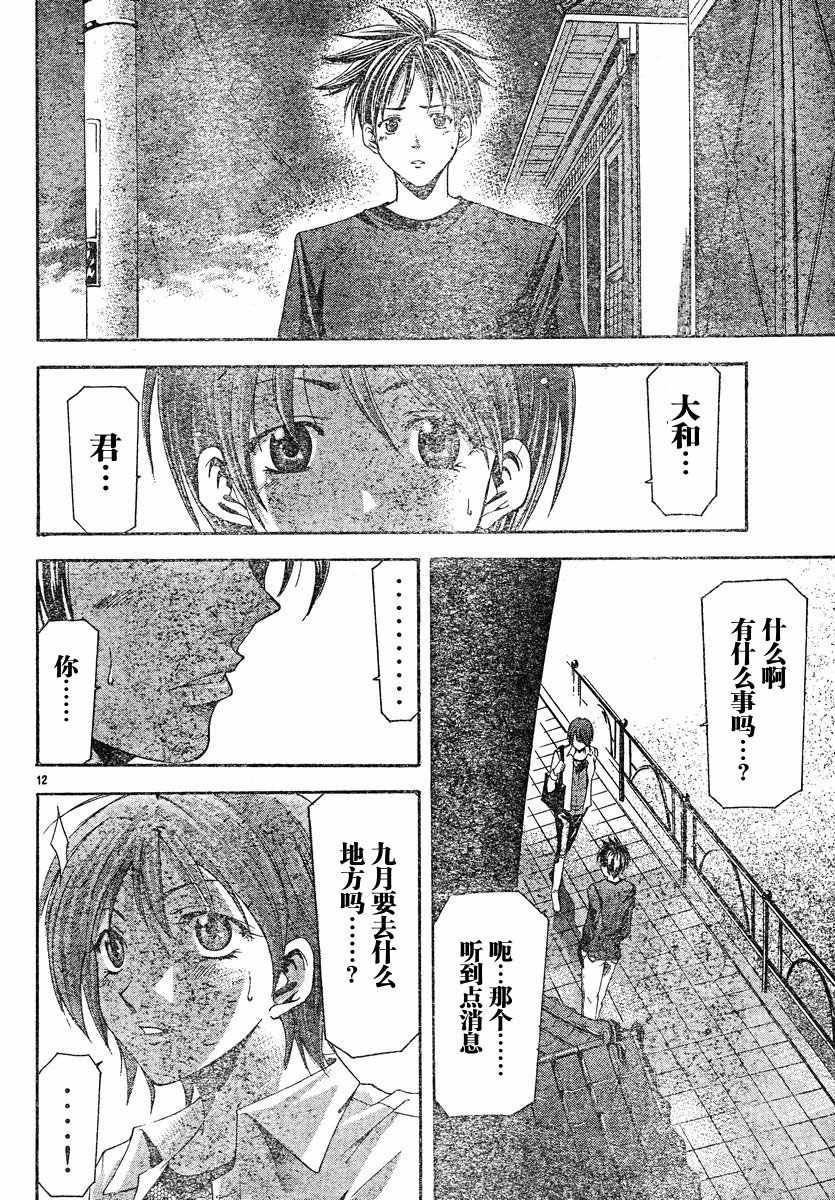 大和…
君…
什么啊
有什么事吗…?
呃…那个……
听到点消息
………
你……
12
九月要去什么
地方吗……?
……!